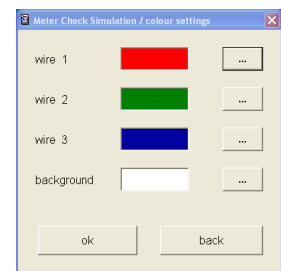 Meter Check Simulation / colour settings
wire 1 ...
wire 2 ...
wire 3 ...
background ...
ok back